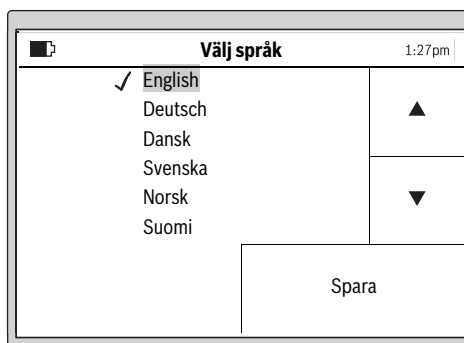 Välj språk 1:27pm
✓ English
Deutsch
Dansk
Svenska
Norsk
Suomi
Spara